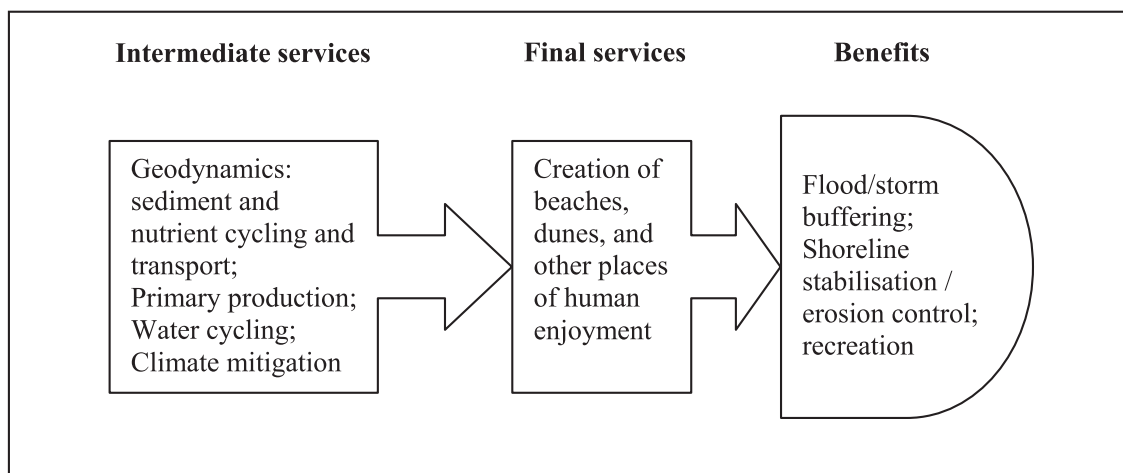 Intermediate services
Final services
Benefits
Geodynamics:
sediment and
nutrient cycling and
transport;
Primary production;
Water cycling;
Climate mitigation
Creation of
beaches,
dunes, and
other places
of human
enjoyment
Flood/storm
buffering;
Shoreline
stabilisation /
erosion control;
recreation